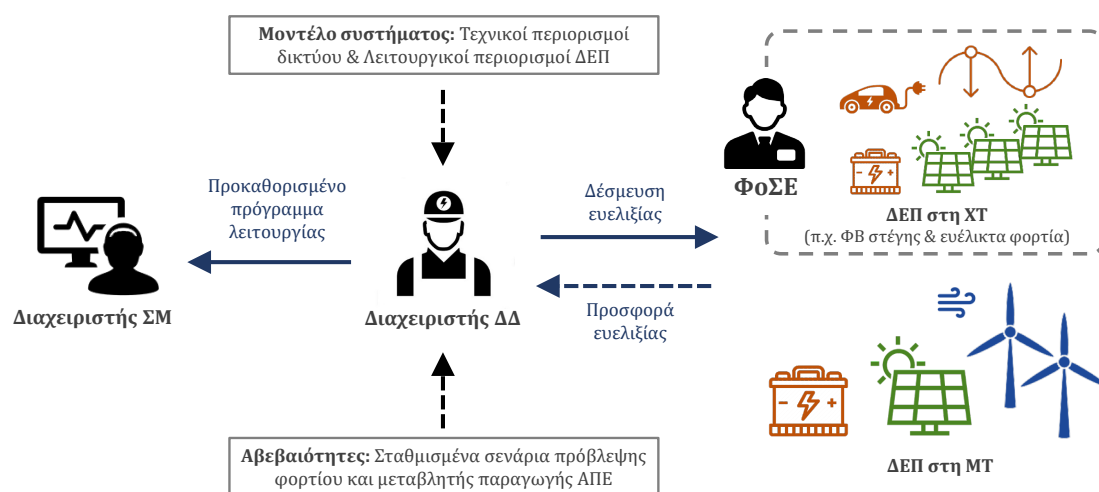 Μοντέλο συστήματος: Τεχνικοί περιορισμοί
δικτύου & Λειτουργικοί περιορισμοί ΔΕΠ
Προκαθορισμένο
πρόγραμμα
λειτουργίας
Διαχειριστής ΣΜ
Διαχειριστής ΔΔ
Δέσμευση
ευελιξίας
Προσφορά
ευελιξίας
ΦοΣΕ
ΔΕΠ στη ΧΤ
(π.χ. ΦΒ στέγης & ευέλικτα φορτία)
ΔΕΠ στη ΜΤ
Αβεβαιότητες: Σταθμισμένα σενάρια πρόβλεψης
φορτίου και μεταβλητής παραγωγής ΑΠΕ